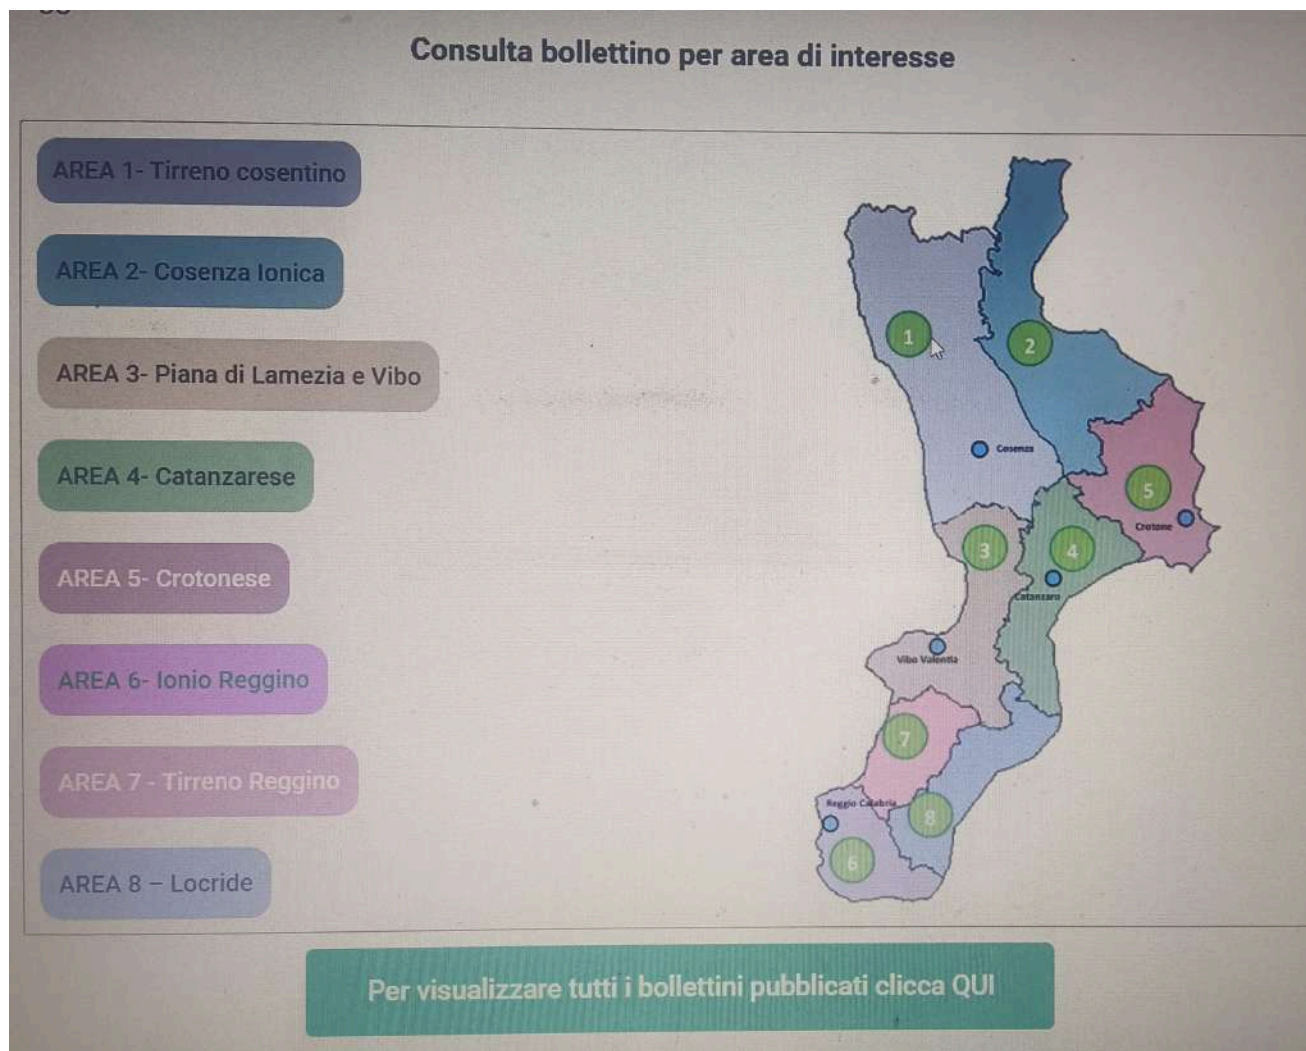 Consulta bollettino per area di interesse
AREA 1- Tirreno cosentino
AREA 2- Cosenza Ionica
AREA 3- Piana di Lamezia e Vibo
AREA 4- Catanzarese
AREA 5- Crotonese
AREA 6- Ionio Reggino
AREA 7 - Tirreno Reggino
AREA 8 – Locride
1
2
Cosenza
5
Crotone
3
4
Catanzaro
Vibo Valentia
7
Reggio Calabria
8
6
Per visualizzare tutti i bollettini pubblicati clicca QUI